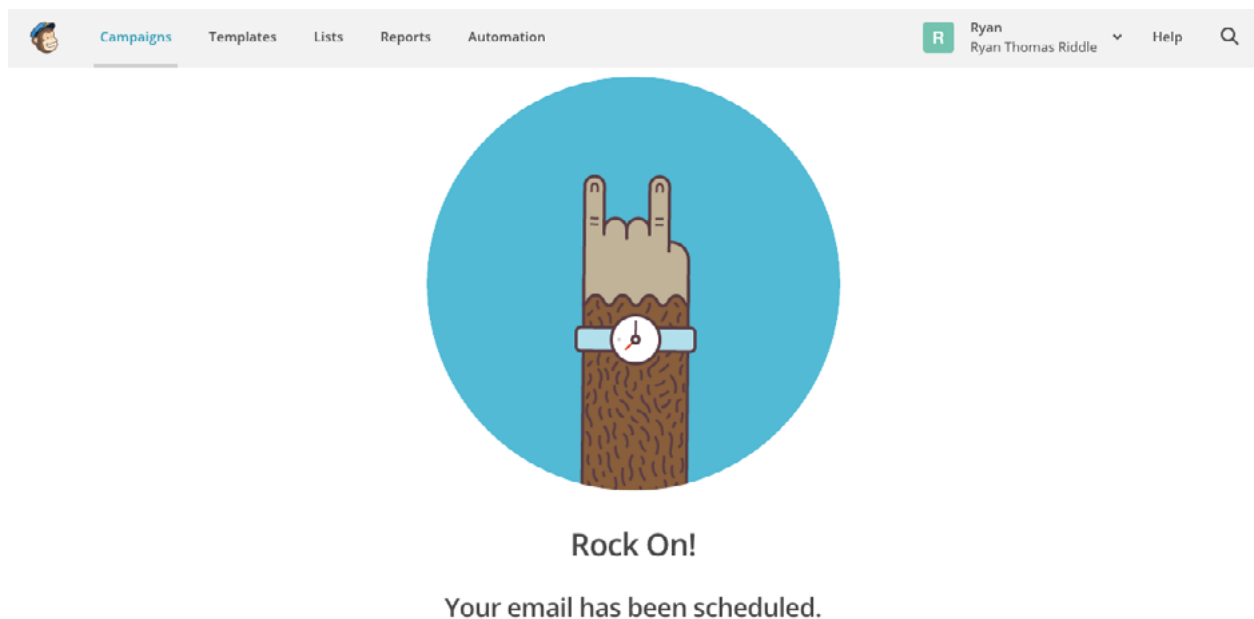 Campaigns Templates Lists Reports Automation
R
Ryan
Ryan Thomas Riddle
Help
Rock On!
Your email has been scheduled.